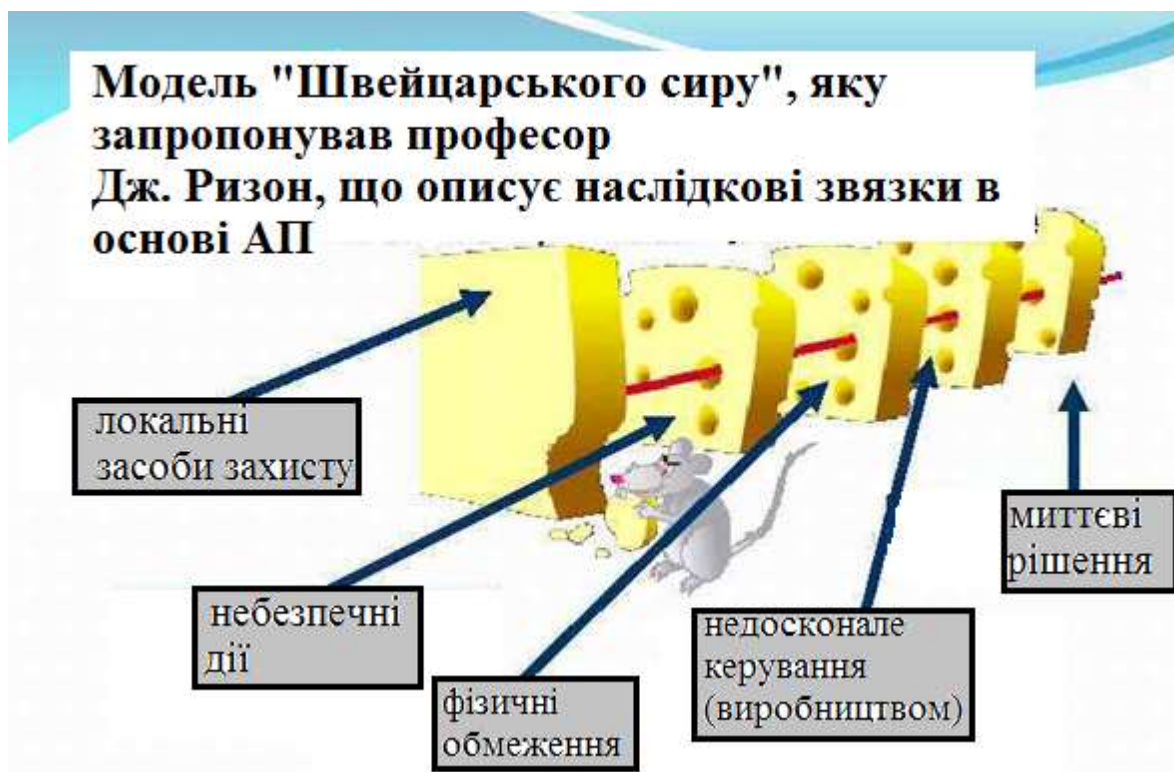 Модель "Швейцарського сиру", яку
запропонував професор
Дж. Ризон, що описує наслідкові звязки в
основі АП
локальні
засоби захисту
небезпечні
дії
фізичні
обмеження
недосконале
керування
(виробництвом)
миттєві
рішення